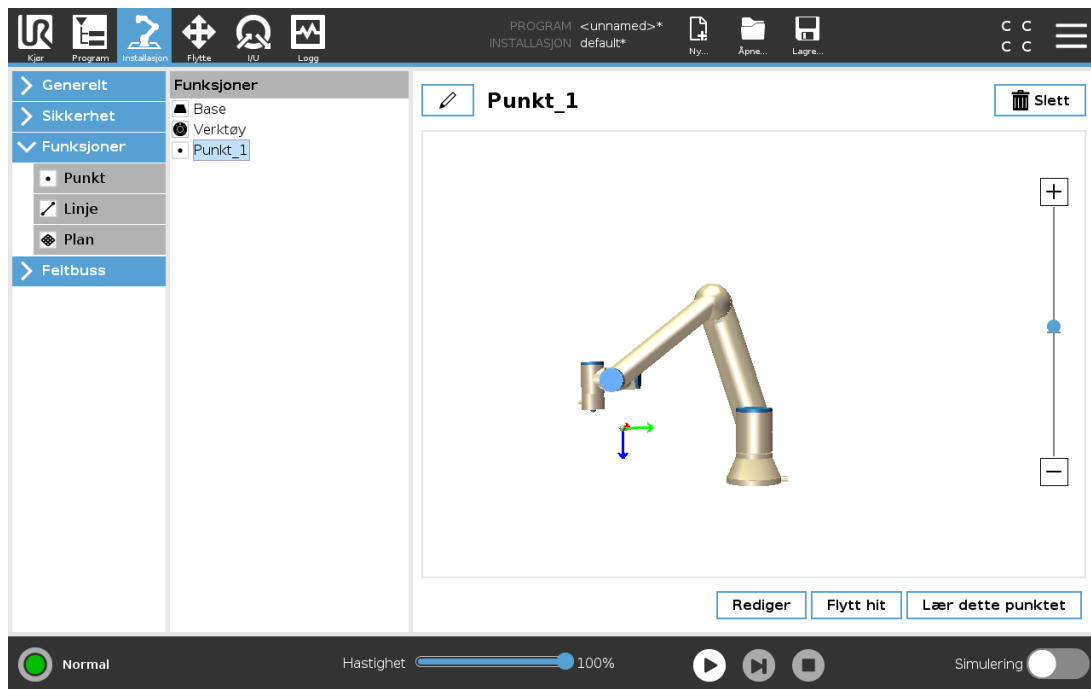 PROGRAM <unnamed>*
INSTALLASJON default*
C C
C C
Kjør Program Installasjon Flytte I/U Logg Ny... Åpne... Lagre...
Generelt
Sikkerhet
Funksjoner
Punkt
Linje
Plan
Feltbuss
Funksjoner
Base
Verktøy
Punkt_1
Punkt_1
Slett
Rediger Flytt hit Lær dette punktet
Normal Hastighet 100% Simulering